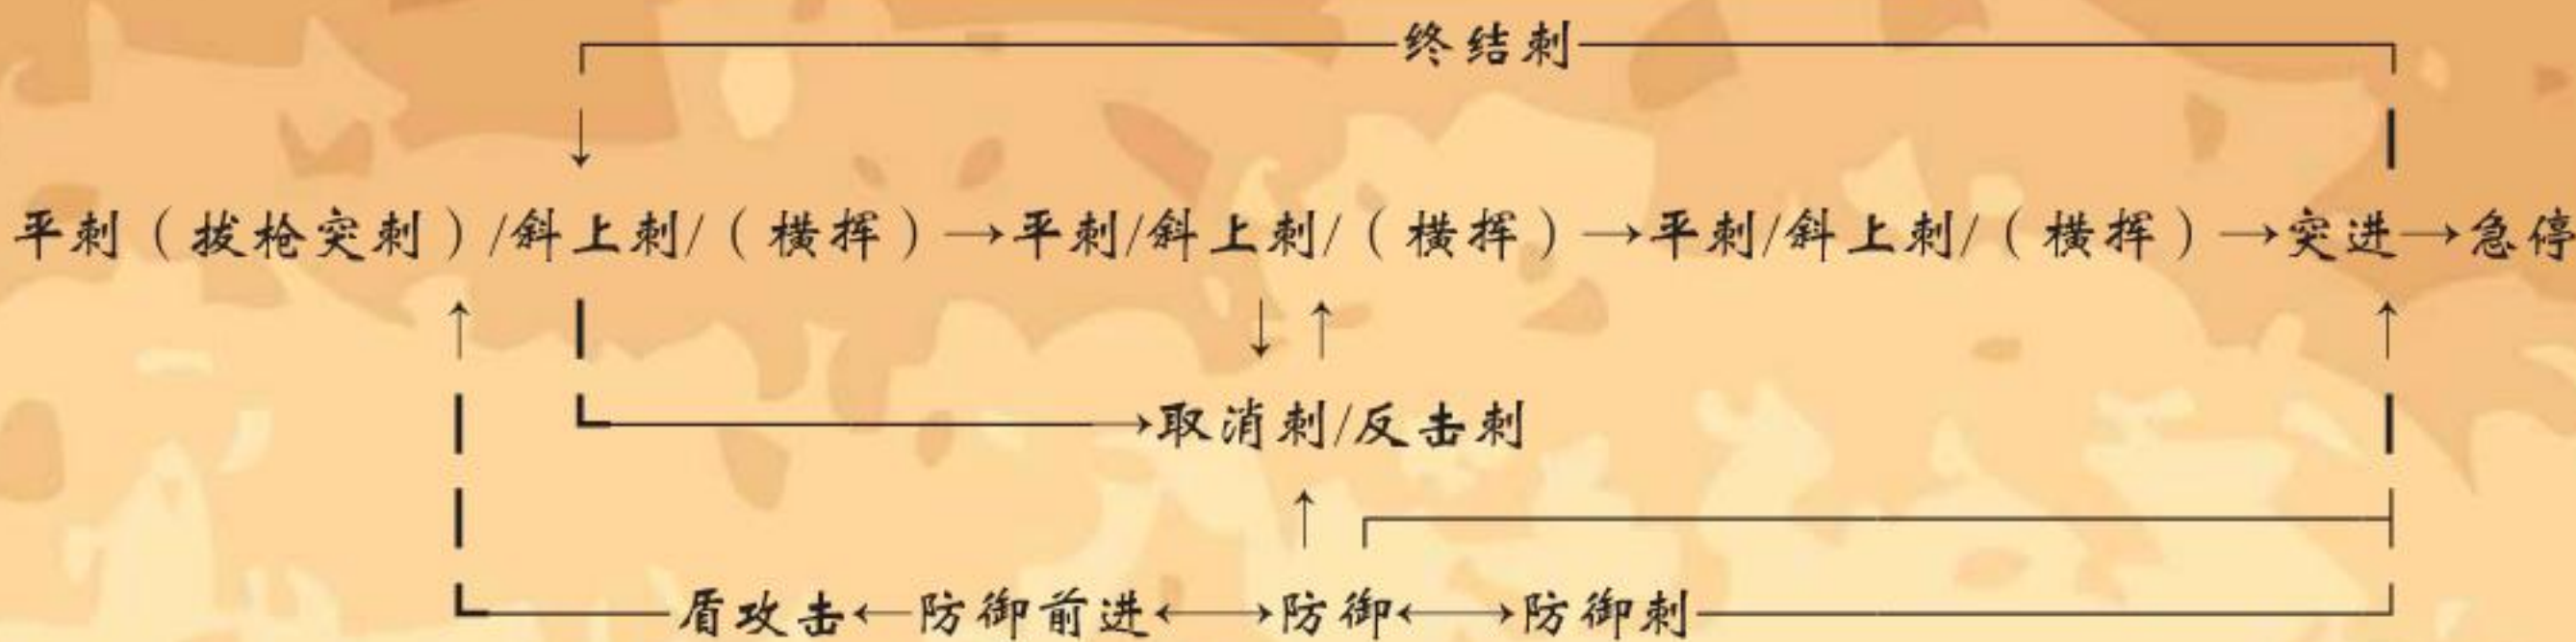 终结刺
平刺（拔枪突刺）/斜上刺/（横挥）→平刺/斜上刺/（横挥）→平刺/斜上刺/（横挥）→突进→急停
取消刺/反击刺
盾攻击←防御前进←→防御←→防御刺